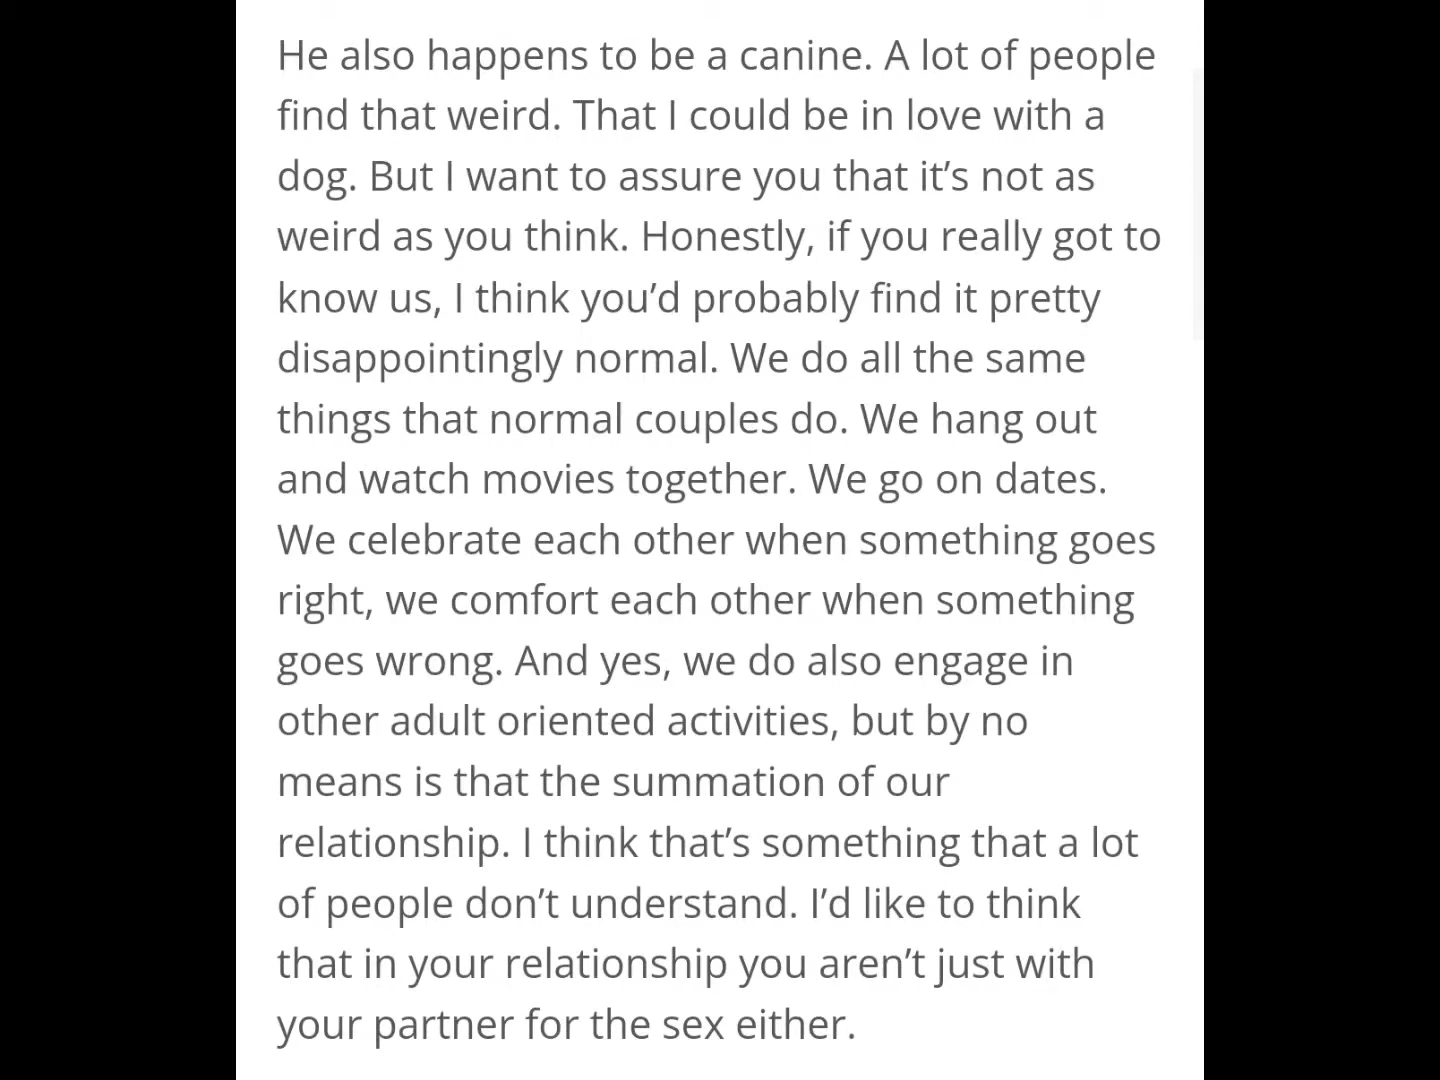 He also happens to be a canine. A lot of people
find that weird. That I could be in love with a
dog. But I want to assure you that it’s not as
weird as you think. Honestly, if you really got to
know us, I think you’d probably find it pretty
disappointingly normal. We do all the same
things that normal couples do. We hang out
and watch movies together. We go on dates.
We celebrate each other when something goes
right, we comfort each other when something
goes wrong. And yes, we do also engage in
other adult oriented activities, but by no
means is that the summation of our
relationship. I think that’s something that a lot
of people don’t understand. I’d like to think
that in your relationship you aren’t just with
your partner for the sex either.